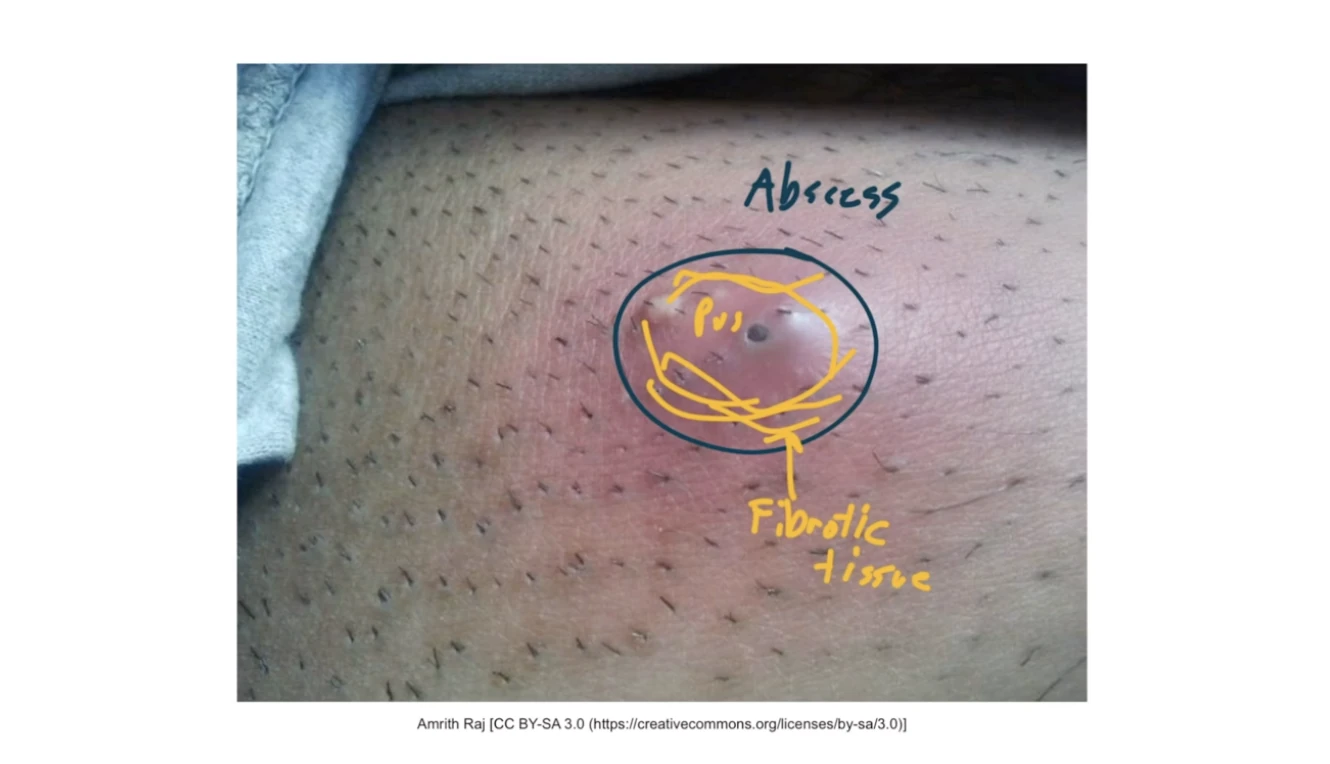 Abscess
Pus
Fibrotic
tissue
Amrith Raj [CC BY-SA 3.0 (https://creativecommons.org/licenses/by-sa/3.0)]